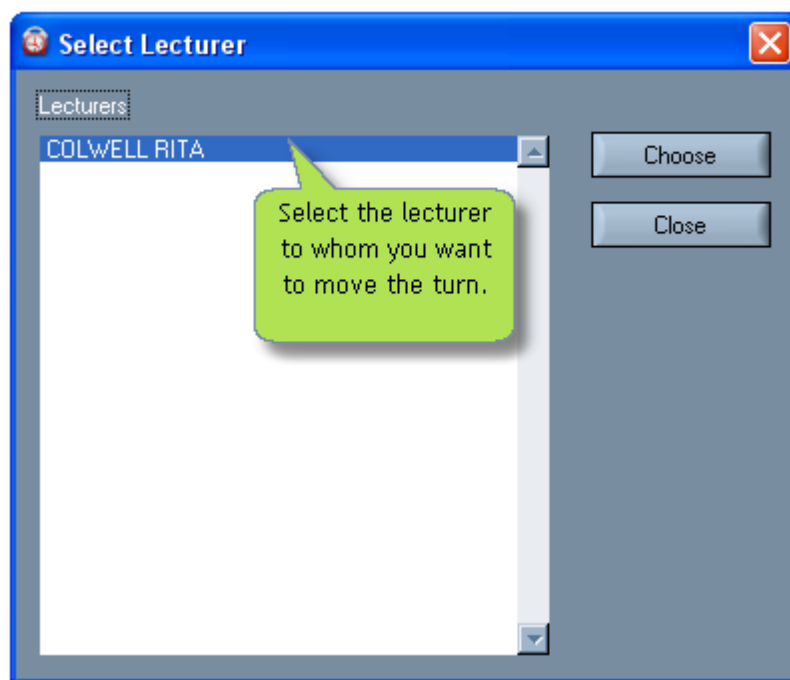 Select Lecturer
Lecturers
COLWELL RITA
Select the lecturer
to whom you want
to move the turn.
Choose
Close